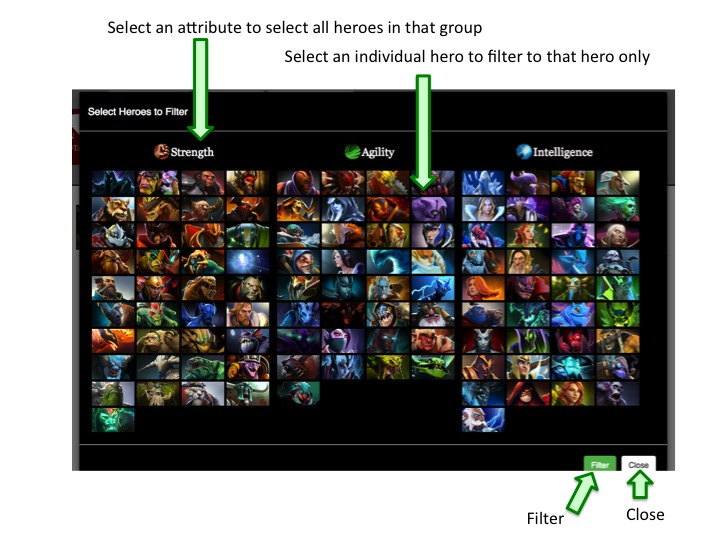 Select an attribute to select all heroes in that group
Select an individual hero to filter to that hero only
Select Heroes to Filter
Strength
Agility
Intelligence
Filter
Close
Filter
Close